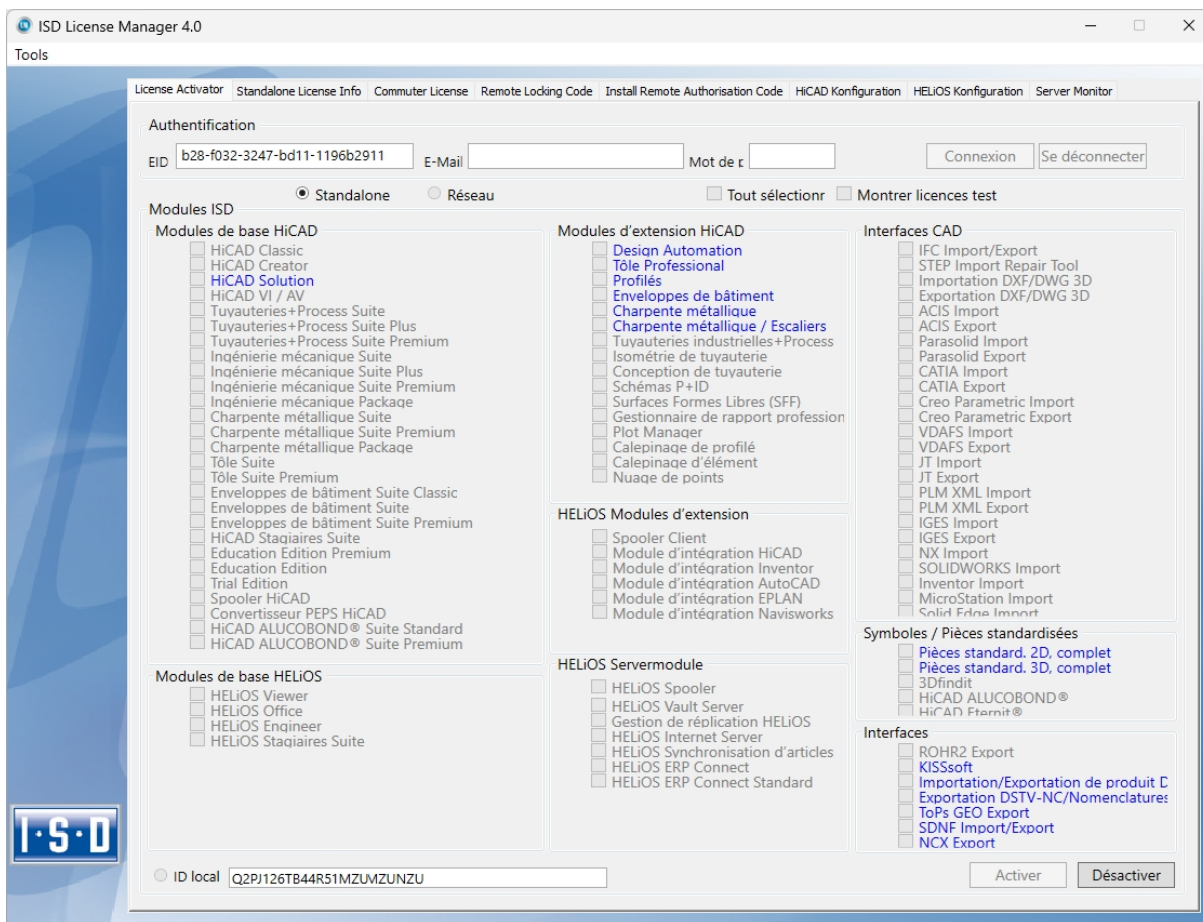 ISD License Manager 4.0
Tools
License Activator Standalone License Info Commuter License Remote Locking Code Install Remote Authorisation Code HiCAD Konfiguration HELiOS Konfiguration Server Monitor
Authentification
EID b28-f032-3247-bd11-1196b2911 E-Mail Mot de p Connexion Se déconnecter
Standalone Réseau Tout sélectionr Montrer licences test
Modules ISD
Modules de base HiCAD
HiCAD Classic
HiCAD Creator
HiCAD Solution
HiCAD VI / AV
Tuyauteries+Process Suite
Tuyauteries+Process Suite Plus
Tuyauteries+Process Suite Premium
Ingénierie mécanique Suite
Ingénierie mécanique Suite Plus
Ingénierie mécanique Suite Premium
Ingénierie mécanique Package
Charpente métallique Suite
Charpente métallique Suite Premium
Charpente métallique Package
Tôle Suite
Tôle Suite Premium
Enveloppes de bâtiment Suite Classic
Enveloppes de bâtiment Suite
Enveloppes de bâtiment Suite Premium
HiCAD Stagiaires Suite
Education Edition Premium
Education Edition
Trial Edition
Spooler HiCAD
Convertisseur PEPS HiCAD
HiCAD ALUCOBOND® Suite Standard
HiCAD ALUCOBOND® Suite Premium
Modules de base HELiOS
HELiOS Viewer
HELiOS Office
HELiOS Engineer
HELiOS Stagiaires Suite
Modules d'extension HiCAD
Design Automation
Tôle Professional
Profilés
Enveloppes de bâtiment
Charpente métallique
Charpente métallique / Escaliers
Tuyauteries industrielles+Process
Isométrie de tuyauterie
Conception de tuyauterie
Schémas P+ID
Surfaces Formes Libres (SFF)
Gestionnaire de rapport profession
Plot Manager
Calepinage de profilé
Calepinage d'élément
Nuage de points
HELiOS Modules d'extension
Spooler Client
Module d'intégration HiCAD
Module d'intégration Inventor
Module d'intégration AutoCAD
Module d'intégration EPLAN
Module d'intégration Navisworks
HELiOS Servermodule
HELiOS Spooler
HELiOS Vault Server
Gestion de réplication HELiOS
HELiOS Internet Server
HELiOS Synchronisation d'articles
HELiOS ERP Connect
HELiOS ERP Connect Standard
Interfaces CAD
IFC Import/Export
STEP Import Repair Tool
Importation DXF/DWG 3D
Exportation DXF/DWG 3D
ACIS Import
ACIS Export
Parasolid Import
Parasolid Export
CATIA Import
CATIA Export
Creo Parametric Import
Creo Parametric Export
VDAFS Import
VDAFS Export
JT Import
JT Export
PLM XML Import
PLM XML Export
IGES Import
IGES Export
NX Import
SOLIDWORKS Import
Inventor Import
MicroStation Import
Solid Edge Import
Symboles / Pièces standardisées
Pièces standard. 2D, complet
Pièces standard. 3D, complet
3Dfindit
HiCAD ALUCOBOND®
HiCAD Eternit®
Interfaces
ROHR2 Export
KISSsoft
Importation/Exportation de produit D
Exportation DSTV-NC/Nomenclatures
ToPs GEO Export
SDNF Import/Export
NCX Export
I·S·D
ID local Q2PJ126TB44R51MZUMZUNZU Activer Désactiver